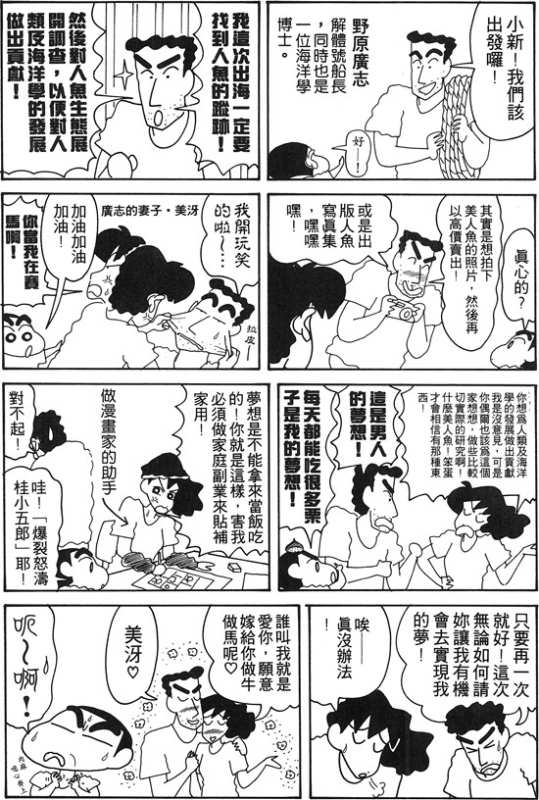 小新！我們該
出發囉！
野原廣志
解體號船長
，同時也是
一位海洋學
博士。
好！──
我這次出海一定要
找到人魚的蹤跡！
然後對人魚生態展
開調查，以便對人
類及海洋學的發展
做出貢獻！
真心的？
其實是想拍下
美人魚的照片，然後再
以高價賣出！
或是出
版人魚
寫真集
，嘿嘿
嘿！
我開玩笑
的啦～
拉皮──
廣志的妻子・美冴
加油加油
加油！
你當我在賽
馬啊！
你想為人類及海洋
學的發展做出貢獻
我是沒意見，可是
你偶爾也該為這個
家想想，做些比較
切實際的研究啊！
什麼美人魚！笨蛋
才會相信有那種東
西！
這是男人
的夢想！
每天都能吃很多栗
子是我的夢想！
夢想是不能拿來當飯吃
的！你就是這樣，害我
必須做家庭副業來貼補
家用！
做漫畫家的助手
哇！「爆裂怒濤
桂小五郎」耶！
對不起！
只要再一次
就好！這次
無論如何請
妳讓我有機
會去實現我
的夢！
唉──
真沒辦法
誰叫我就是
愛你，願意
嫁給你做牛
做馬呢♡
美冴♡
呃～啊！